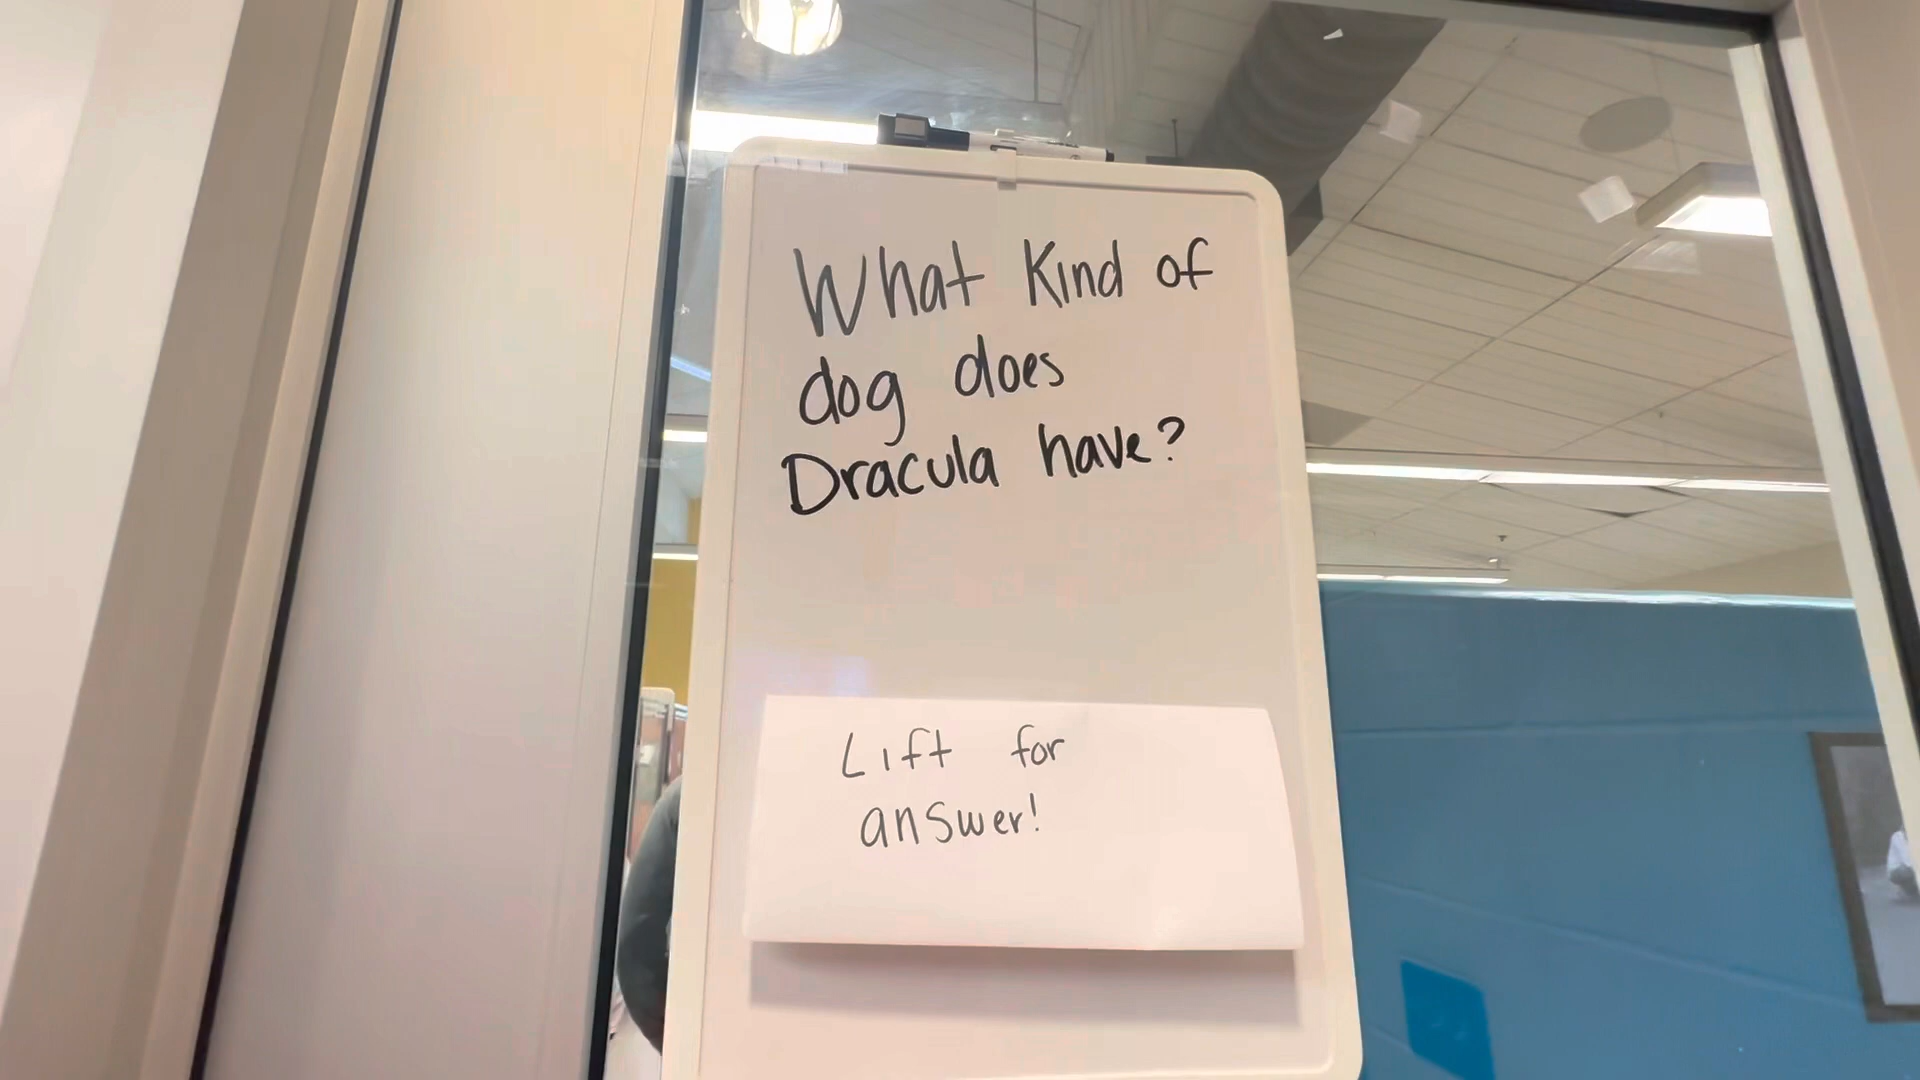 What Kind of
dog does
Dracula have?
Lift for
answer!